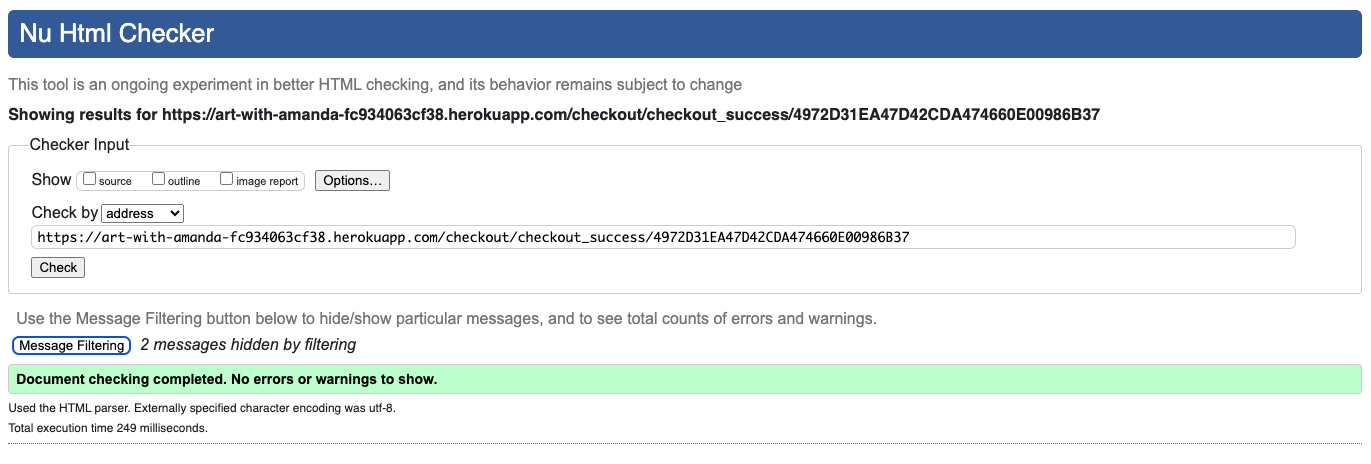 Nu Html Checker
This tool is an ongoing experiment in better HTML checking, and its behavior remains subject to change
Showing results for https://art-with-amanda-fc934063cf38.herokuapp.com/checkout/checkout_success/4972D31EA47D42CDA474660E00986B37
Checker Input
Show source outline image report Options...
Check by address
https://art-with-amanda-fc934063cf38.herokuapp.com/checkout/checkout_success/4972D31EA47D42CDA474660E00986B37
Check
Use the Message Filtering button below to hide/show particular messages, and to see total counts of errors and warnings.
Message Filtering 2 messages hidden by filtering
Document checking completed. No errors or warnings to show.
Used the HTML parser. Externally specified character encoding was utf-8.
Total execution time 249 milliseconds.